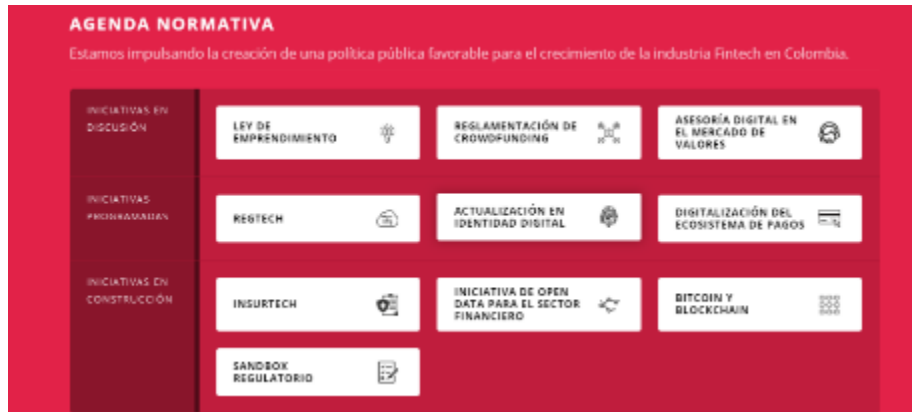 AGENDA NORMATIVA
Estamos impulsando la creación de una política pública favorable para el crecimiento de la industria Fintech en Colombia.
INICIATIVAS EN
DISCUSIÓN
LEY DE
EMPRENDIMIENTO
REGLAMENTACIÓN DE
CROWDFUNDING
ASESORÍA DIGITAL EN
EL MERCADO DE
VALORES
INICIATIVAS
PROGRAMADAS
REGTECH
ACTUALIZACIÓN EN
IDENTIDAD DIGITAL
DIGITALIZACIÓN DEL
ECOSISTEMA DE PAGOS
INICIATIVAS EN
CONSTRUCCIÓN
INSURTECH
INICIATIVA DE OPEN
DATA PARA EL SECTOR
FINANCIERO
BITCOIN Y
BLOCKCHAIN
SANDBOX
REGULATORIO